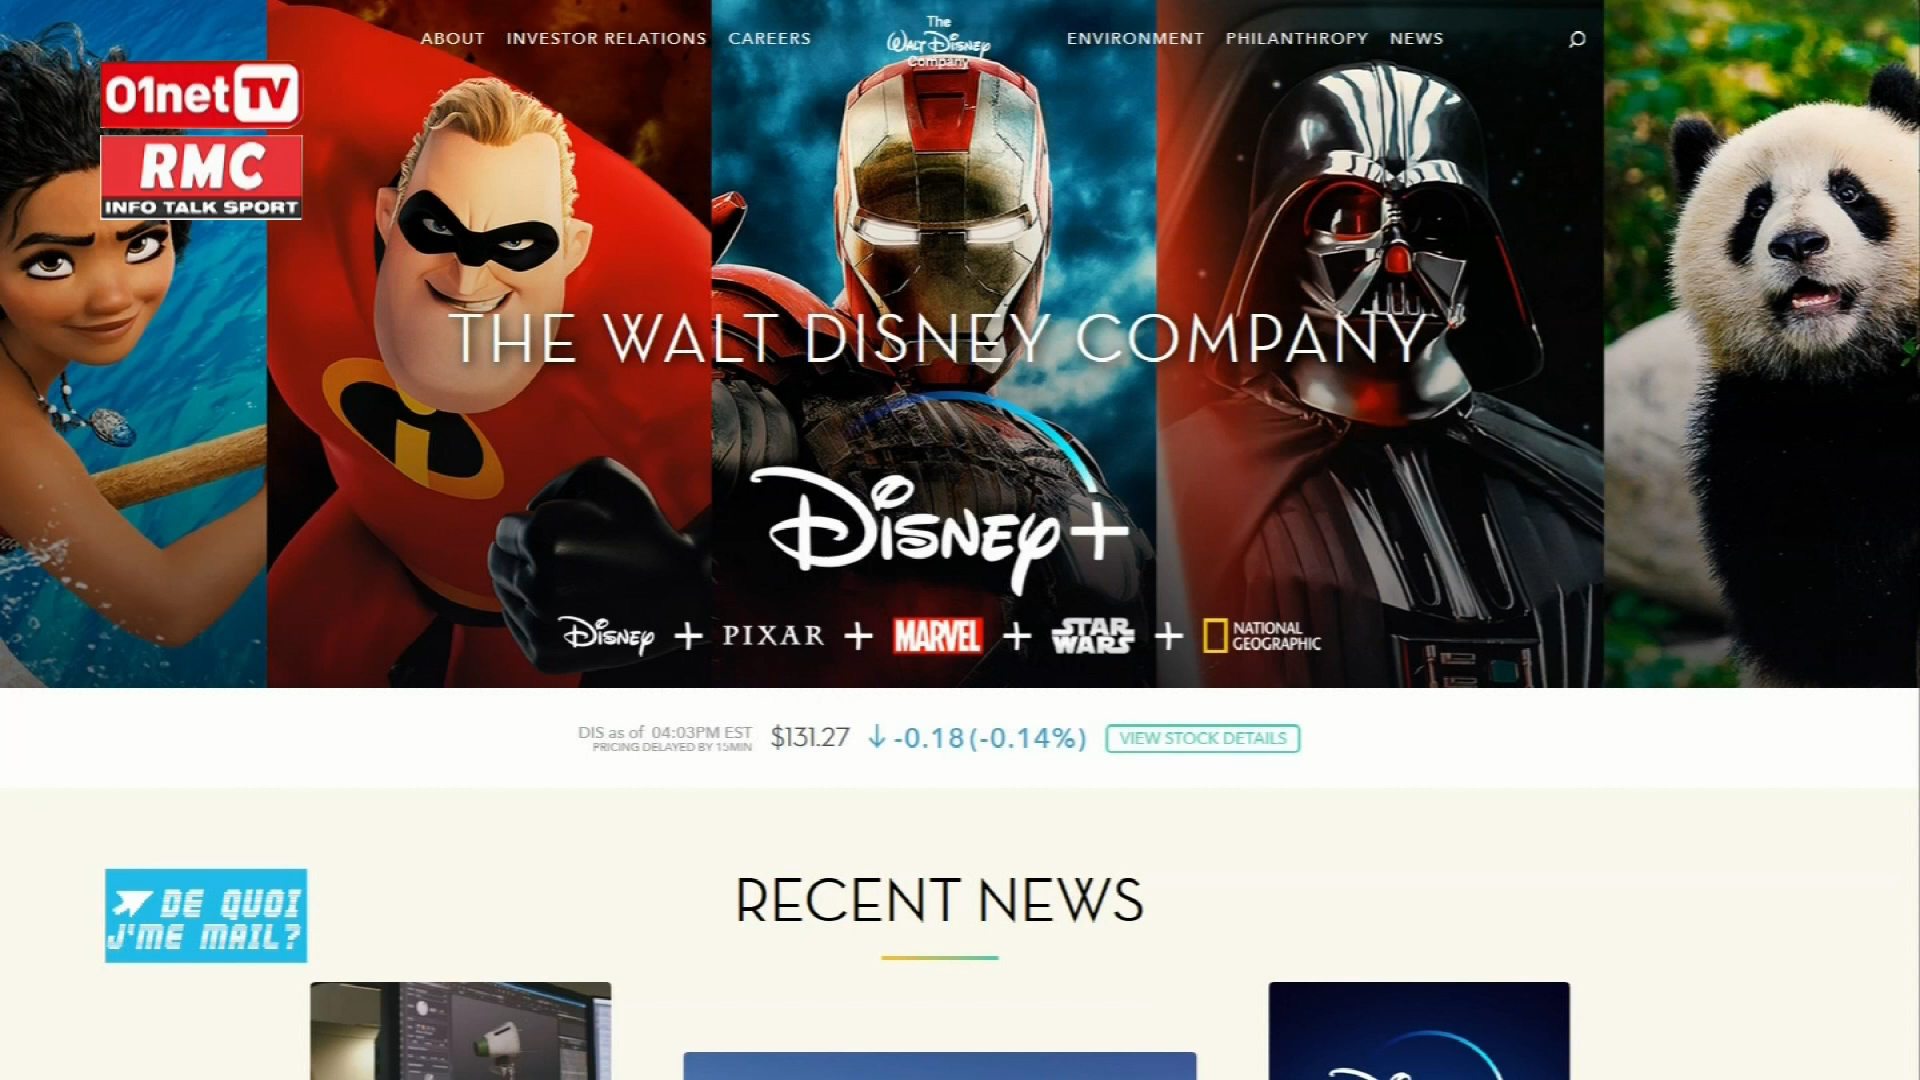 ABOUT INVESTOR RELATIONS CAREERS
The
Walt Disney
Company
ENVIRONMENT PHILANTHROPY NEWS
01net TV
RMC
INFO TALK SPORT
THE WALT DISNEY COMPANY
Disney+
Disney + PIXAR + MARVEL + STAR WARS + NATIONAL GEOGRAPHIC
DIS as of 04:03PM EST
PRICING DELAYED BY 15MIN
$131.27 ↓ -0.18 (-0.14%) VIEW STOCK DETAILS
RECENT NEWS
DE QUOI
J'ME MAIL?